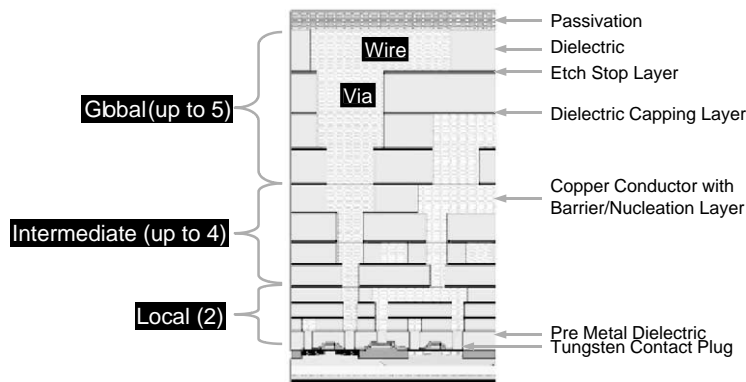 Passivation
Wire
Dielectric
Etch Stop Layer
Via
Global(up to 5)
Dielectric Capping Layer
Copper Conductor with
Barrier/Nucleation Layer
Intermediate (up to 4)
Local (2)
Pre Metal Dielectric
Tungsten Contact Plug